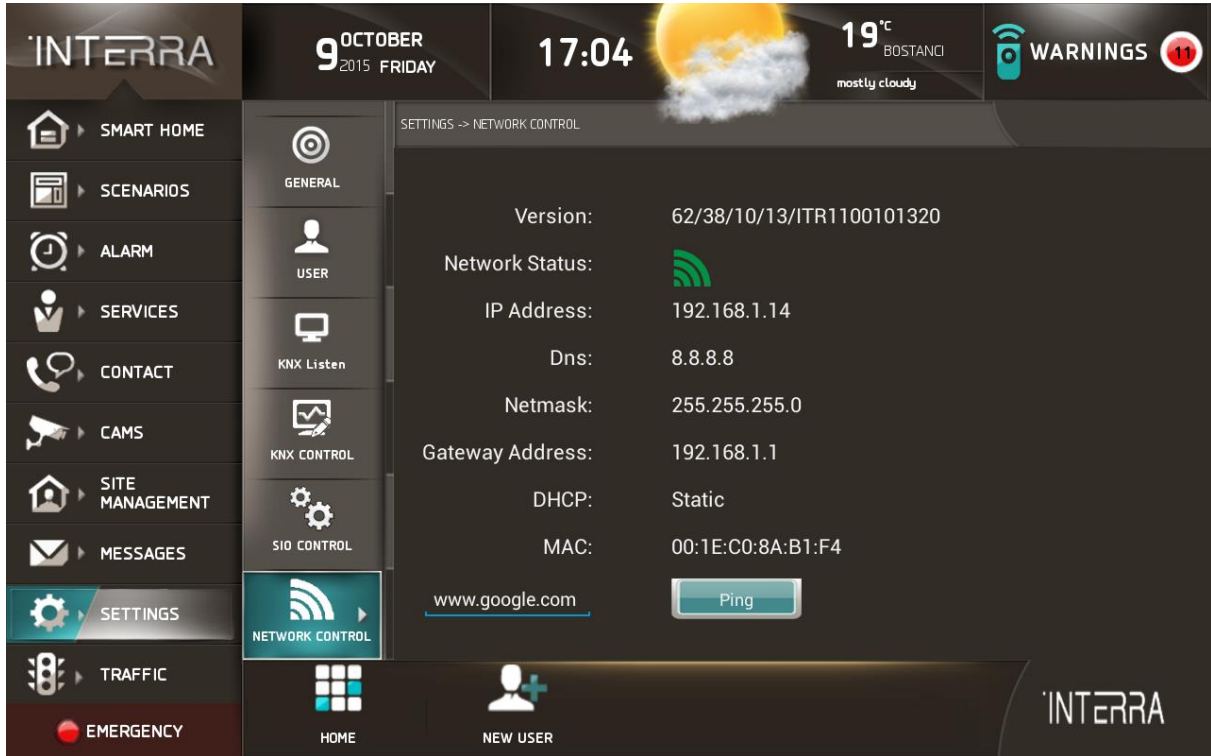 INTERRA
9 OCTOBER
2015 FRIDAY
17:04
19°C
BOSTANCI
mostly cloudy
WARNINGS 11
SMART HOME
SCENARIOS
ALARM
SERVICES
CONTACT
CAMS
SITE
MANAGEMENT
MESSAGES
SETTINGS
TRAFFIC
EMERGENCY
GENERAL
USER
KNX Listen
KNX CONTROL
SIO CONTROL
NETWORK CONTROL
SETTINGS -> NETWORK CONTROL
Version: 62/38/10/13/ITR1100101320
Network Status:
IP Address: 192.168.1.14
Dns: 8.8.8.8
Netmask: 255.255.255.0
Gateway Address: 192.168.1.1
DHCP: Static
MAC: 00:1E:C0:8A:B1:F4
www.google.com Ping
HOME
NEW USER
INTERRA